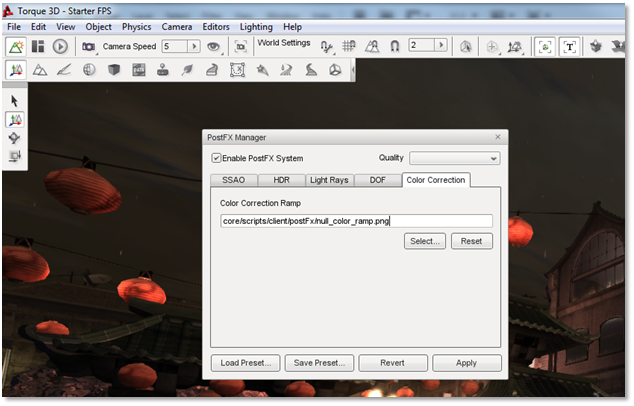 Torque 3D - Starter FPS
File Edit View Object Physics Camera Editors Lighting Help
Camera Speed 5 World Settings 2
T
PostFX Manager
Enable PostFX System Quality
SSAO HDR Light Rays DOF Color Correction
Color Correction Ramp
core/scripts/client/postFx/null_color_ramp.png
Select... Reset
Load Preset... Save Preset... Revert Apply